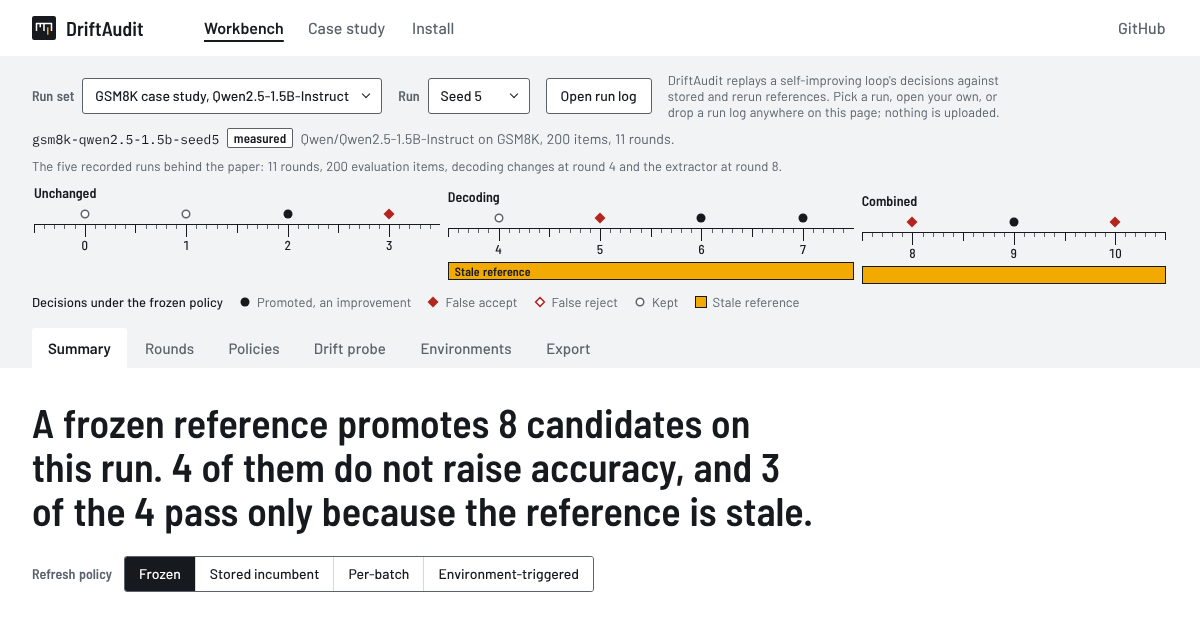 DriftAudit
Workbench
Case study
Install
GitHub
Run set
GSM8K case study, Qwen2.5-1.5B-Instruct
Run
Seed 5
Open run log
DriftAudit replays a self-improving loop's decisions against
stored and rerun references. Pick a run, open your own, or
drop a run log anywhere on this page; nothing is uploaded.
gsm8k-qwen2.5-1.5b-seed5
measured
Qwen/Qwen2.5-1.5B-Instruct on GSM8K, 200 items, 11 rounds.
The five recorded runs behind the paper: 11 rounds, 200 evaluation items, decoding changes at round 4 and the extractor at round 8.
Unchanged
0 1 2 3
Decoding
4 5 6 7
Stale reference
Combined
8 9 10
Decisions under the frozen policy
Promoted, an improvement
False accept
False reject
Kept
Stale reference
Summary
Rounds
Policies
Drift probe
Environments
Export
A frozen reference promotes 8 candidates on
this run. 4 of them do not raise accuracy, and 3
of the 4 pass only because the reference is stale.
Refresh policy
Frozen
Stored incumbent
Per-batch
Environment-triggered